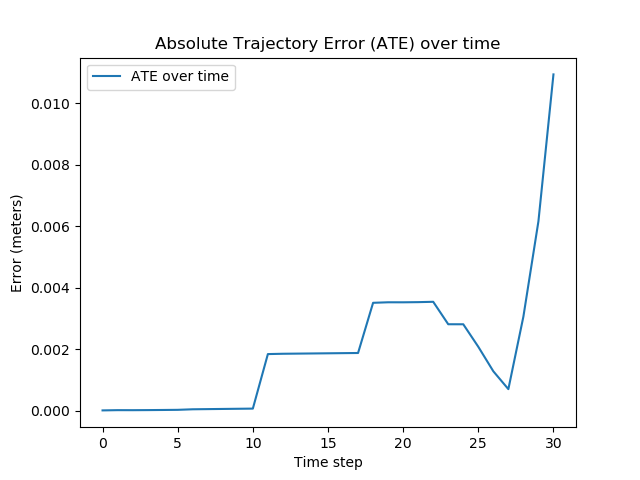 Absolute Trajectory Error (ATE) over time
ATE over time
Error (meters)
0.010
0.008
0.006
0.004
0.002
0.000
0 5 10 15 20 25 30
Time step